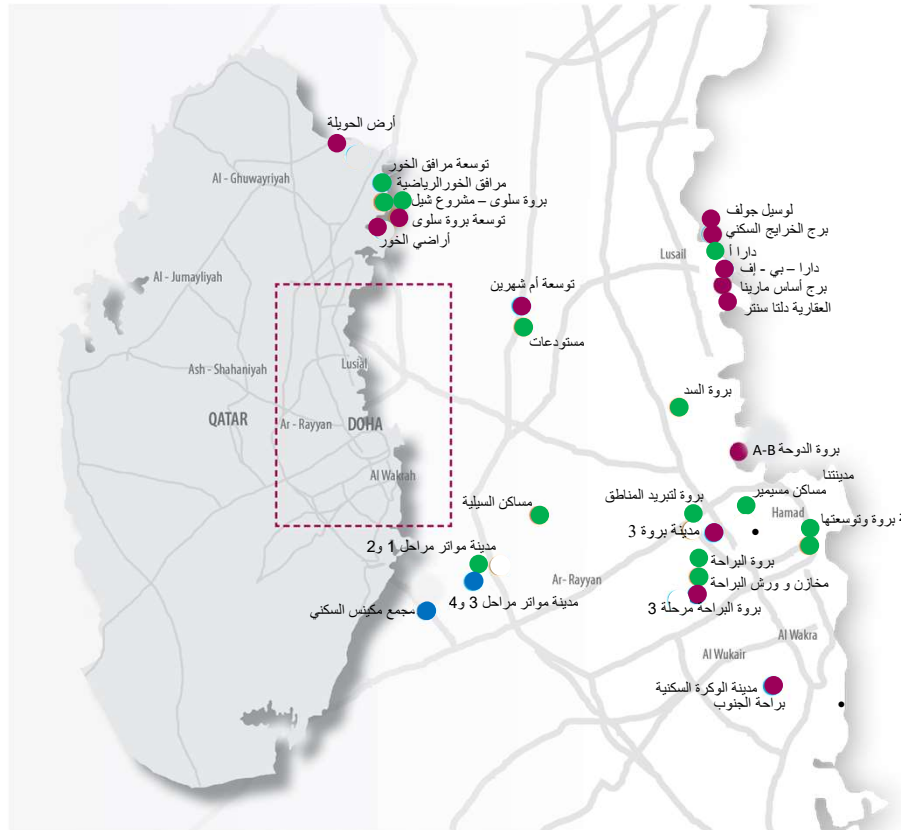 أرض الحويلة
توسعة مرافق الخور
مرافق الخورالرياضية
بروة سلوى – مشروع شيل
توسعة بروة سلوى
أراضي الخور
Al - Ghuwayriyah
Al - Jumayliyah
Ash - Shahaniyah
QATAR
Ar - Rayyan
DOHA
Lusial
Al Wakrah
لوسيل جولف
برج الخرايج السكني
دارا أ
دارا – بي - إف
برج أساس مارينا
العقارية دلتا سنتر
Lusail
توسعة أم شهرين
مستودعات
بروة السد
بروة الدوحة A-B
مدينتنا
مساكن مسيمير
Hamad
ة بروة وتوسعتها
بروة لتبريد المناطق
مدينة بروة 3
مساكن السيلية
مدينة مواتر مراحل 1 و2
مدينة مواتر مراحل 3 و4
مجمع مكينس السكني
Ar- Rayyan
بروة البراحة
مخازن و ورش البراحة
بروة البراحة مرحلة 3
Al Wakra
Al Wukair
مدينة الوكرة السكنية
براحة الجنوب